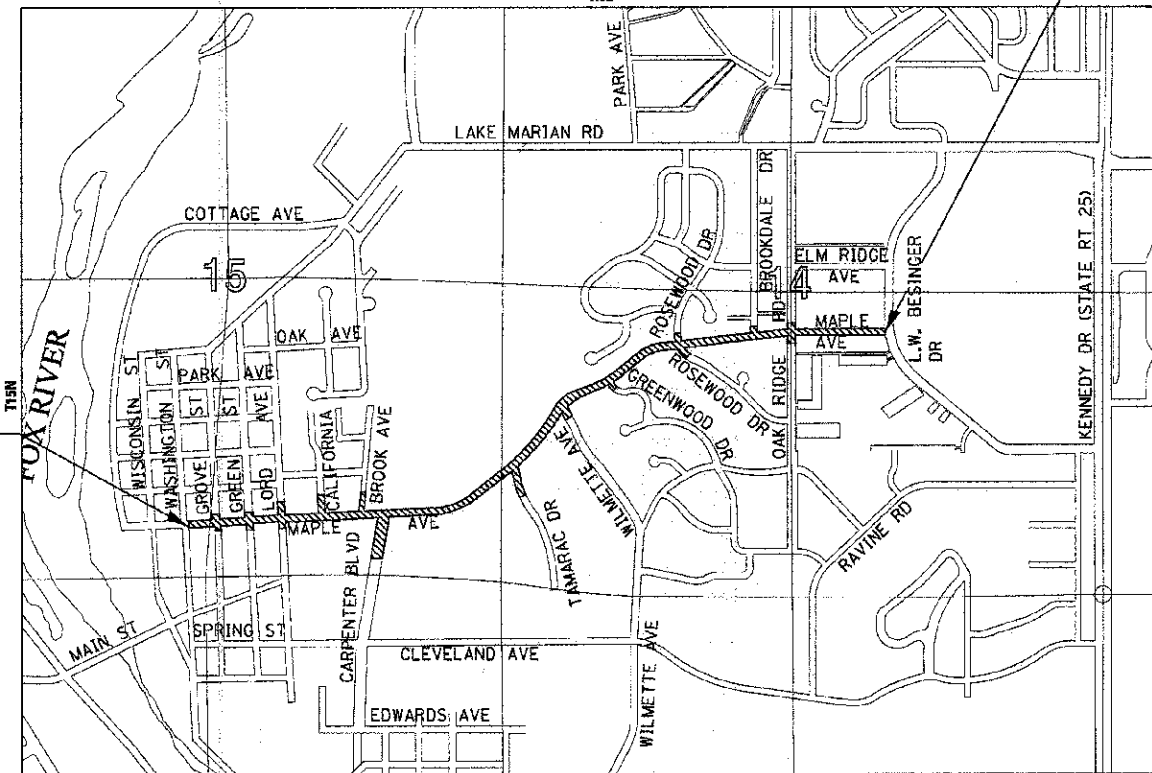 PARK AVE
LAKE MARIAN RD
COTTAGE AVE
15
ROSEWOOD DR
BROOKDALE DR
ELM RIDGE
AVE
14
KENNEDY DR (STATE RT 25)
L.W. BESINGER
DR
MAPLE
AVE
OAK RIDGE RD
OAK AVE
PARK AVE
T15N
FOX RIVER
WISCONSIN ST
WASHINGTON ST
GROVE ST
GREEN ST
LORD AVE
CALIFORNIA
BROOK AVE
ROSEWOOD DR
GREENWOOD DR
WILMETTE AVE
MAPLE
AVE
TAMARAC DR
RAVINE RD
CARPENTER BLVD
MAIN ST
SPRING ST
CLEVELAND AVE
WILMETTE AVE
EDWARDS AVE